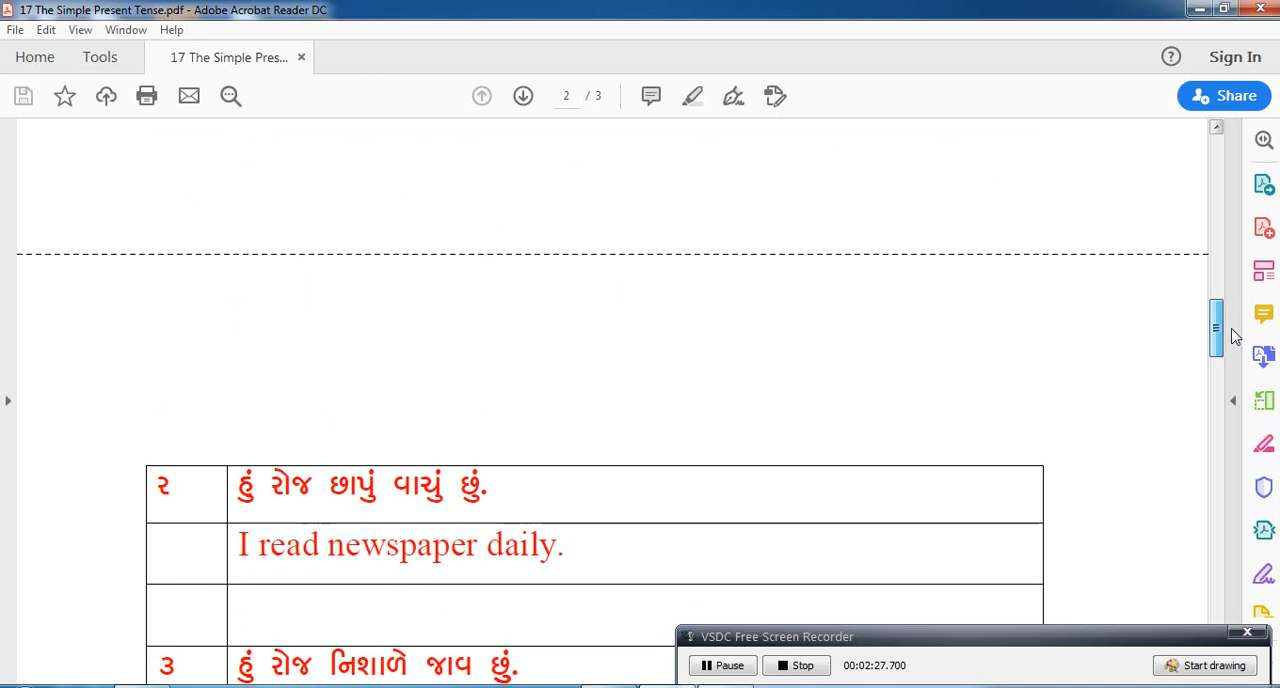 17 The Simple Present Tense.pdf - Adobe Acrobat Reader DC
File Edit View Window Help
Home Tools 17 The Simple Pres... ×
Sign In
2 / 3
Share
૨ હું રોજ છાપું વાચું છું.
I read newspaper daily.
૩ હું રોજ નિશાળે જાવ છું.
VSDC Free Screen Recorder
Pause Stop 00:02:27.700 Start drawing